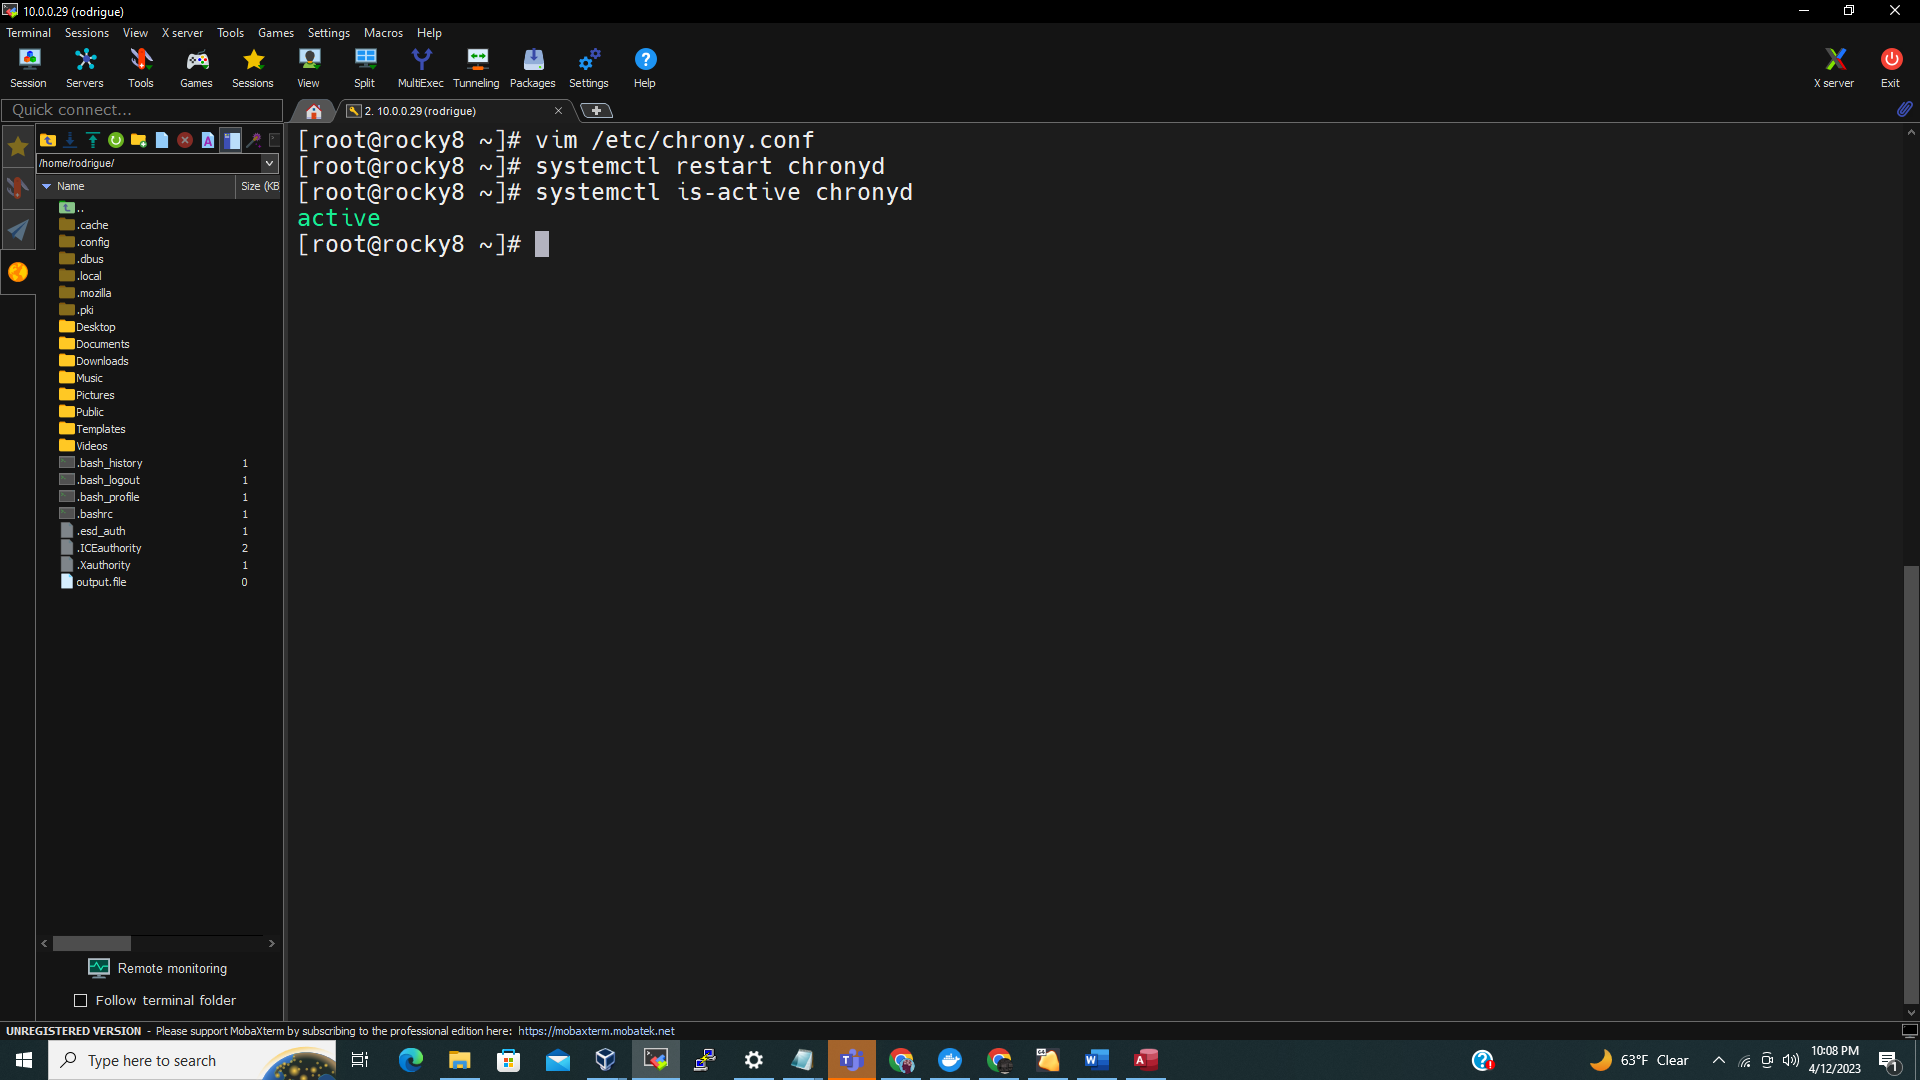 10.0.0.29 (rodrigue)
Terminal Sessions View X server Tools Games Settings Macros Help
Session Servers Tools Games Sessions View Split MultiExec Tunneling Packages Settings Help X server Exit
Quick connect...
2. 10.0.0.29 (rodrigue)
/home/rodrigue/
Name Size (KB
..
.cache
.config
.dbus
.local
.mozilla
.pki
Desktop
Documents
Downloads
Music
Pictures
Public
Templates
Videos
.bash_history 1
.bash_logout 1
.bash_profile 1
.bashrc 1
.esd_auth 1
.ICEauthority 2
.Xauthority 1
output.file 0
Remote monitoring
Follow terminal folder
[root@rocky8 ~]# vim /etc/chrony.conf
[root@rocky8 ~]# systemctl restart chronyd
[root@rocky8 ~]# systemctl is-active chronyd
active
[root@rocky8 ~]#
UNREGISTERED VERSION - Please support MobaXterm by subscribing to the professional edition here: https://mobaxterm.mobatek.net
Type here to search
63°F Clear
10:08 PM
4/12/2023
1